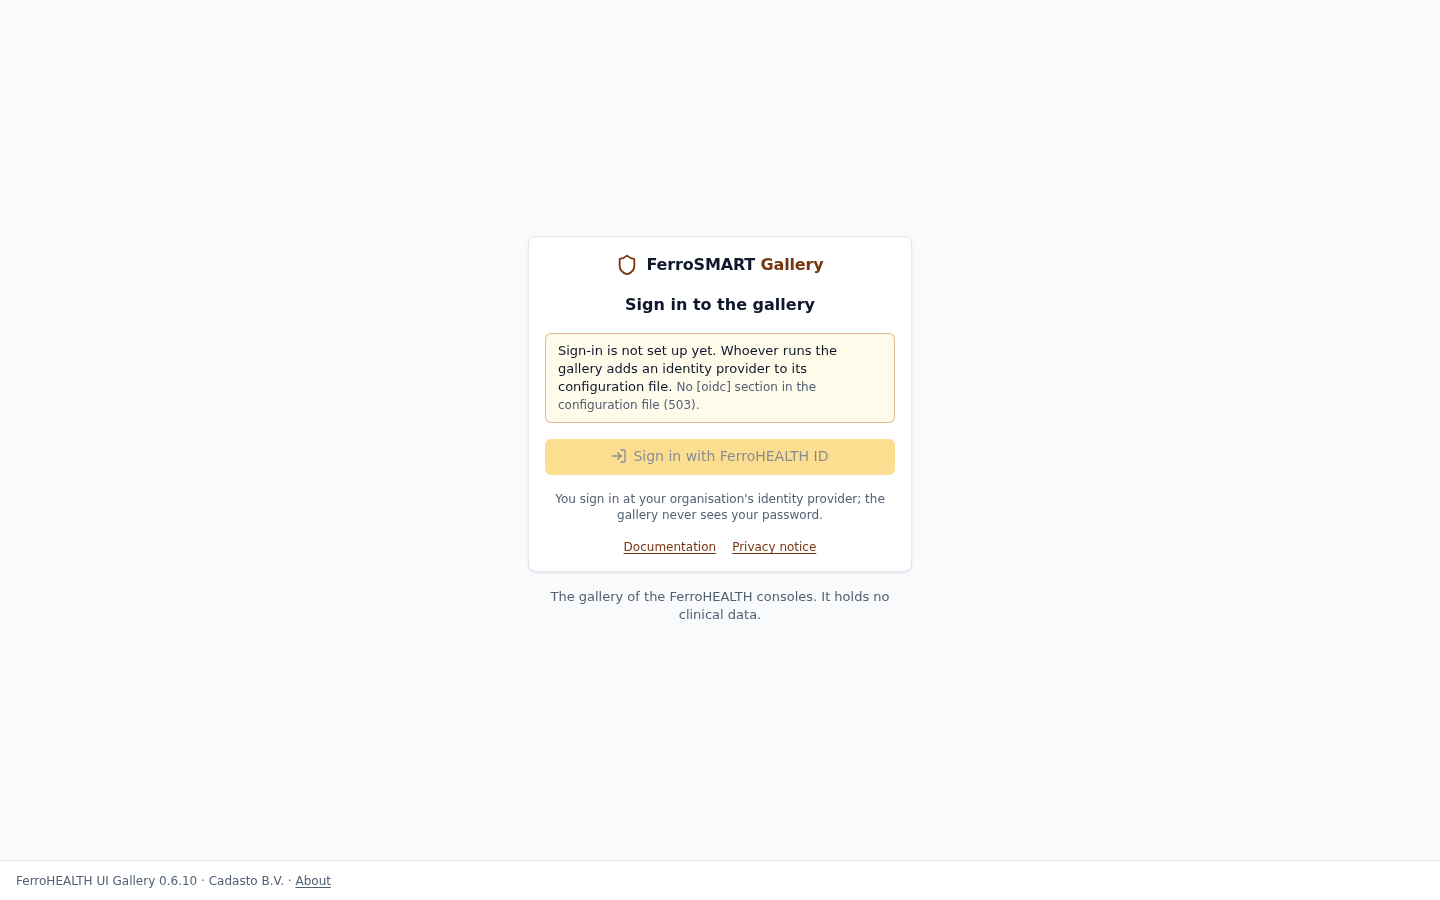 FerroSMART Gallery
Sign in to the gallery
Sign-in is not set up yet. Whoever runs the
gallery adds an identity provider to its
configuration file. No [oidc] section in the
configuration file (503).
Sign in with FerroHEALTH ID
You sign in at your organisation's identity provider; the
gallery never sees your password.
Documentation Privacy notice
The gallery of the FerroHEALTH consoles. It holds no
clinical data.
FerroHEALTH UI Gallery 0.6.10 · Cadasto B.V. · About